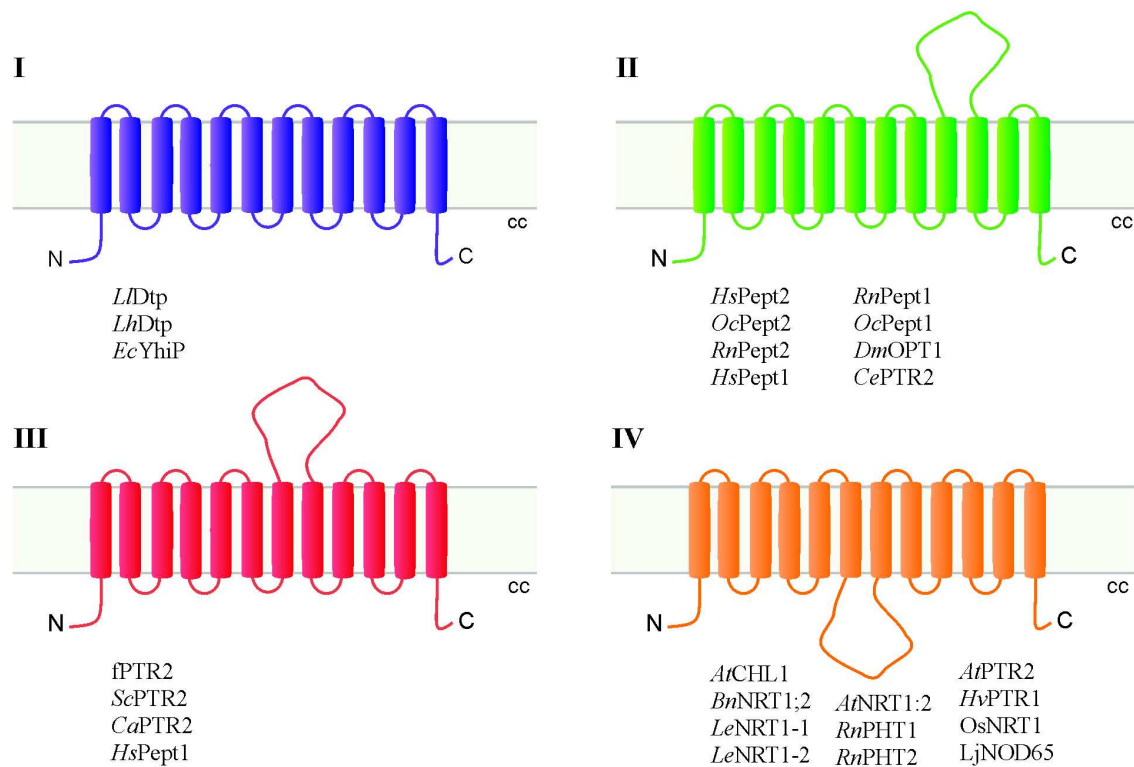 I
cc
N
C
LlDtp
LhDtp
EcYhiP
II
cc
N
C
HsPept2
OcPept2
RnPept2
HsPept1
RnPept1
OcPept1
DmOPT1
CePTR2
III
cc
N
C
fPTR2
ScPTR2
CaPTR2
HsPept1
IV
cc
N
C
AtCHL1
BnNRT1;2
LeNRT1-1
LeNRT1-2
AtNRT1:2
RnPHT1
RnPHT2
AtPTR2
HvPTR1
OsNRT1
LjNOD65